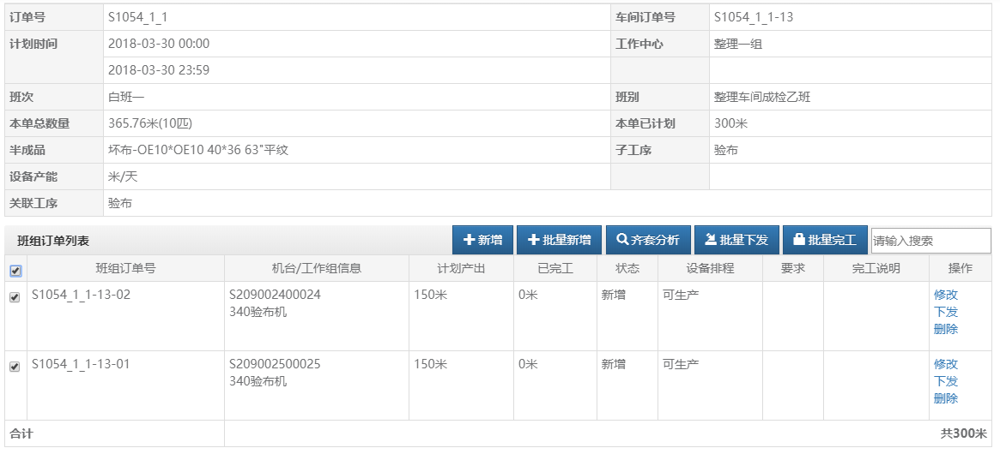 订单号 S1054_1_1 车间订单号 S1054_1_1-13
计划时间 2018-03-30 00:00 工作中心 整理一组
2018-03-30 23:59
班次 白班一 班别 整理车间成检乙班
本单总数量 365.76米(10匹) 本单已计划 300米
半成品 坏布-OE10*OE10 40*36 63"平纹 子工序 验布
设备产能 米/天
关联工序 验布
班组订单列表 新增 批量新增 齐套分析 批量下发 批量完工 请输入搜索
班组订单号 机台/工作组信息 计划产出 已完工 状态 设备排程 要求 完工说明 操作
S1054_1_1-13-02 S209002400024 150米 0米 新增 可生产 修改
340验布机 下发
删除
S1054_1_1-13-01 S209002500025 150米 0米 新增 可生产 修改
340验布机 下发
删除
合计 共300米